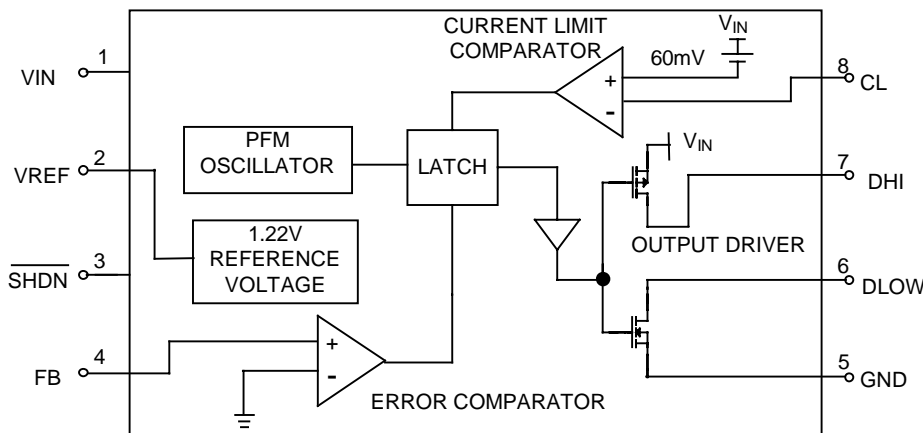 CURRENT LIMIT
COMPARATOR
VIN
60mV
1
VIN
+
-
8
CL
PFM
OSCILLATOR
LATCH
2
VREF
VIN
7
DHI
1.22V
REFERENCE
VOLTAGE
OUTPUT DRIVER
3
SHDN
6
DLOW
4
FB
+
-
5
GND
ERROR COMPARATOR